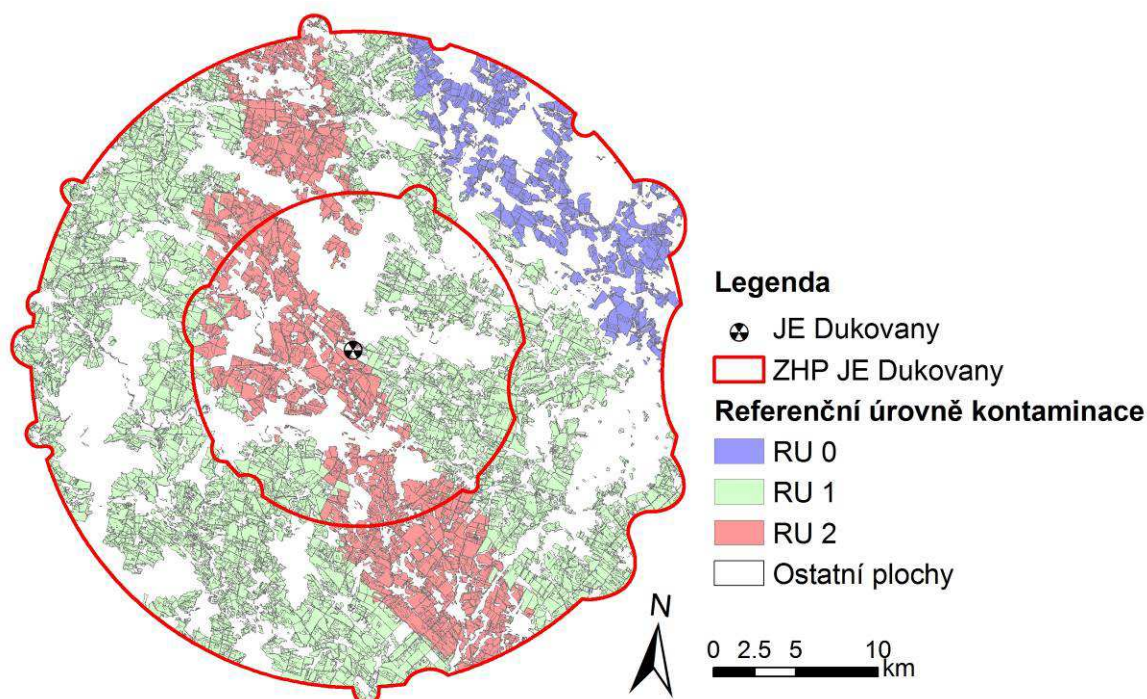 Legenda
JE Dukovany
ZHP JE Dukovany
Referenční úrovně kontaminace
RU 0
RU 1
RU 2
Ostatní plochy
N
0 2.5 5 10
km